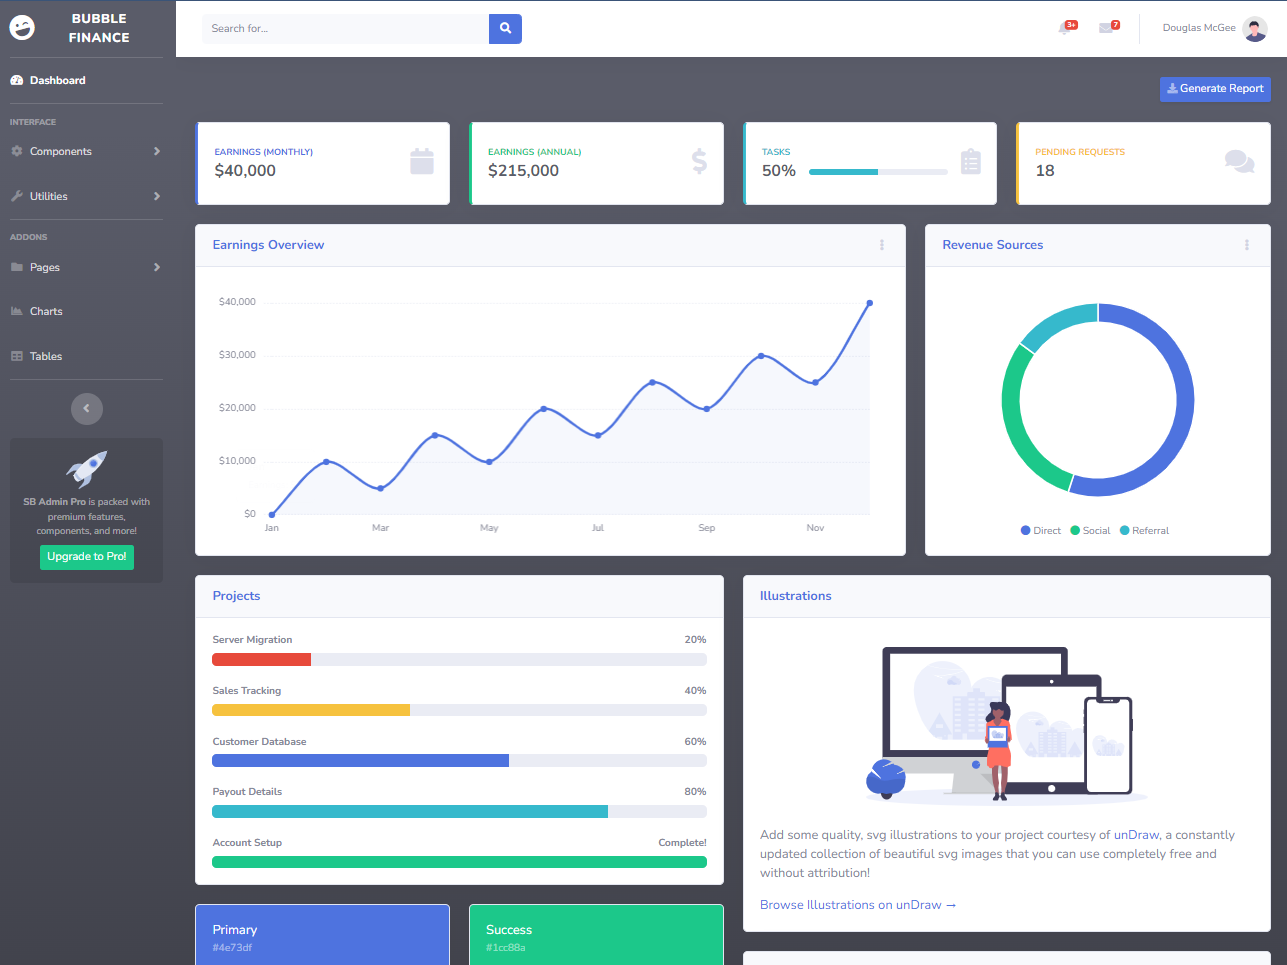 BUBBLE
FINANCE
Dashboard
INTERFACE
Components
Utilities
ADDONS
Pages
Charts
Tables
SB Admin Pro is packed with
premium features,
components, and more!
Upgrade to Pro!
Search for...
3+
7
Douglas McGee
Generate Report
EARNINGS (MONTHLY)
$40,000
EARNINGS (ANNUAL)
$215,000
TASKS
50%
PENDING REQUESTS
18
Earnings Overview
$40,000
$30,000
$20,000
$10,000
$0
Jan Mar May Jul Sep Nov
Revenue Sources
Direct Social Referral
Projects
Server Migration 20%
Sales Tracking 40%
Customer Database 60%
Payout Details 80%
Account Setup Complete!
Illustrations
Add some quality, svg illustrations to your project courtesy of unDraw, a constantly
updated collection of beautiful svg images that you can use completely free and
without attribution!
Browse Illustrations on unDraw →
Primary
#4e73df
Success
#1cc88a